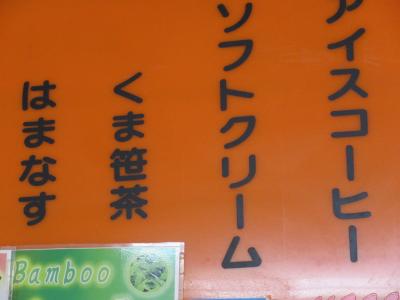 アイスコーヒー
ソフトクリーム
くま笹茶
はまなす
Bamboo